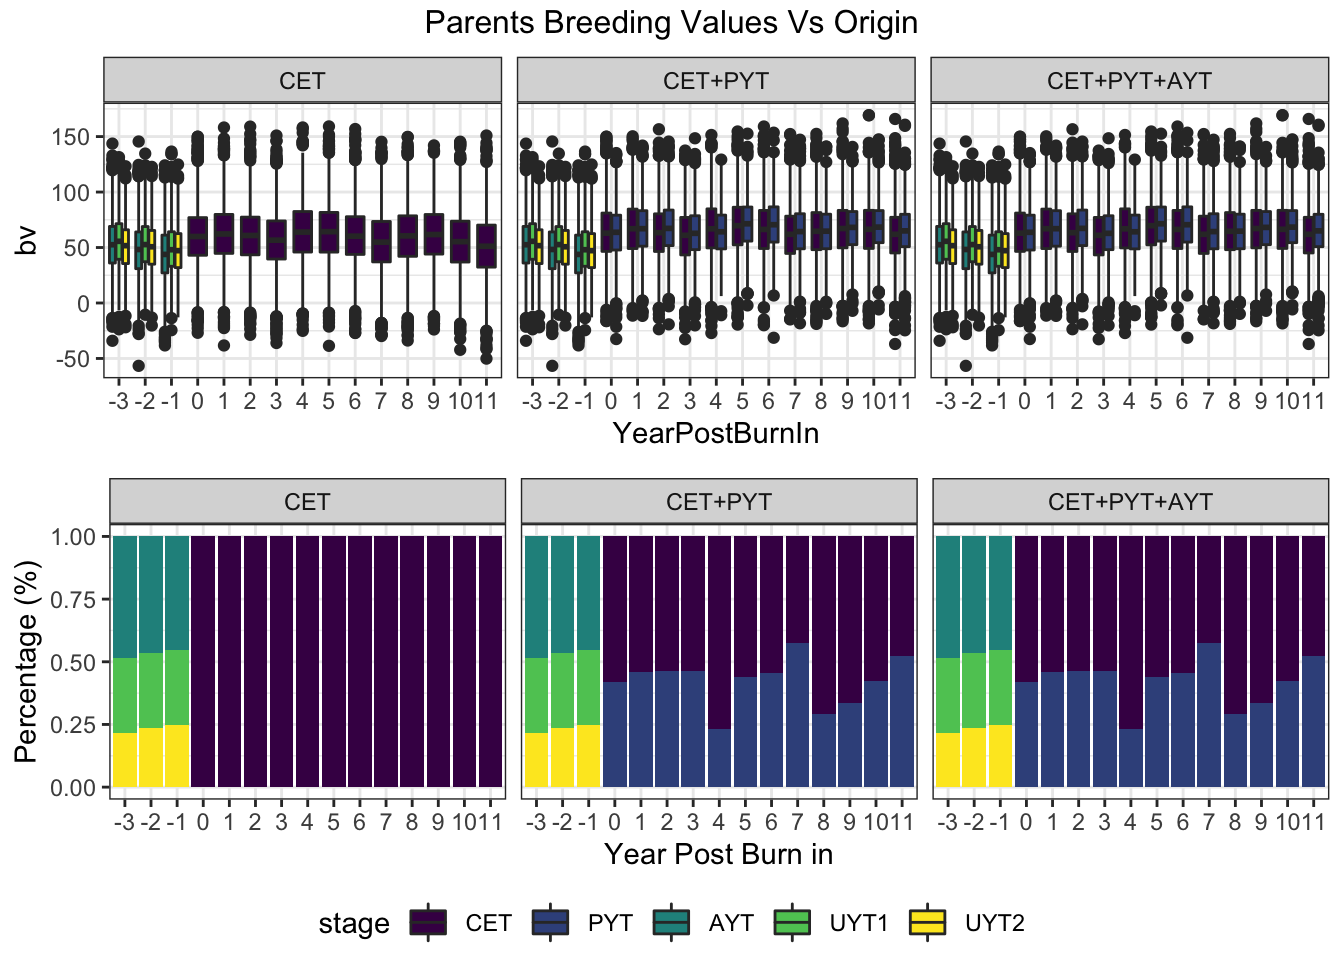 Parents Breeding Values Vs Origin
CET CET+PYT CET+PYT+AYT
bv
150
100
50
0
-50
-3 -2 -1 0 1 2 3 4 5 6 7 8 9 10 11 -3 -2 -1 0 1 2 3 4 5 6 7 8 9 10 11 -3 -2 -1 0 1 2 3 4 5 6 7 8 9 10 11
YearPostBurnIn
CET CET+PYT CET+PYT+AYT
Percentage (%)
1.00
0.75
0.50
0.25
0.00
-3 -2 -1 0 1 2 3 4 5 6 7 8 9 10 11 -3 -2 -1 0 1 2 3 4 5 6 7 8 9 10 11 -3 -2 -1 0 1 2 3 4 5 6 7 8 9 10 11
Year Post Burn in
stage CET PYT AYT UYT1 UYT2